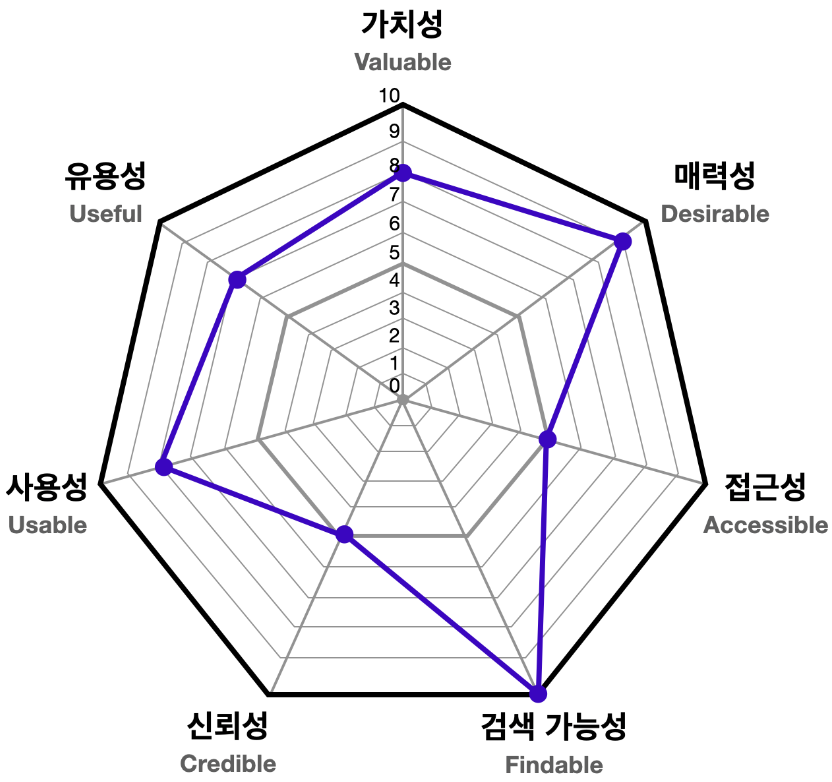 가치성
Valuable
10
9
8
7
6
5
4
3
2
1
0
유용성
Useful
매력성
Desirable
사용성
Usable
접근성
Accessible
신뢰성
Credible
검색 가능성
Findable